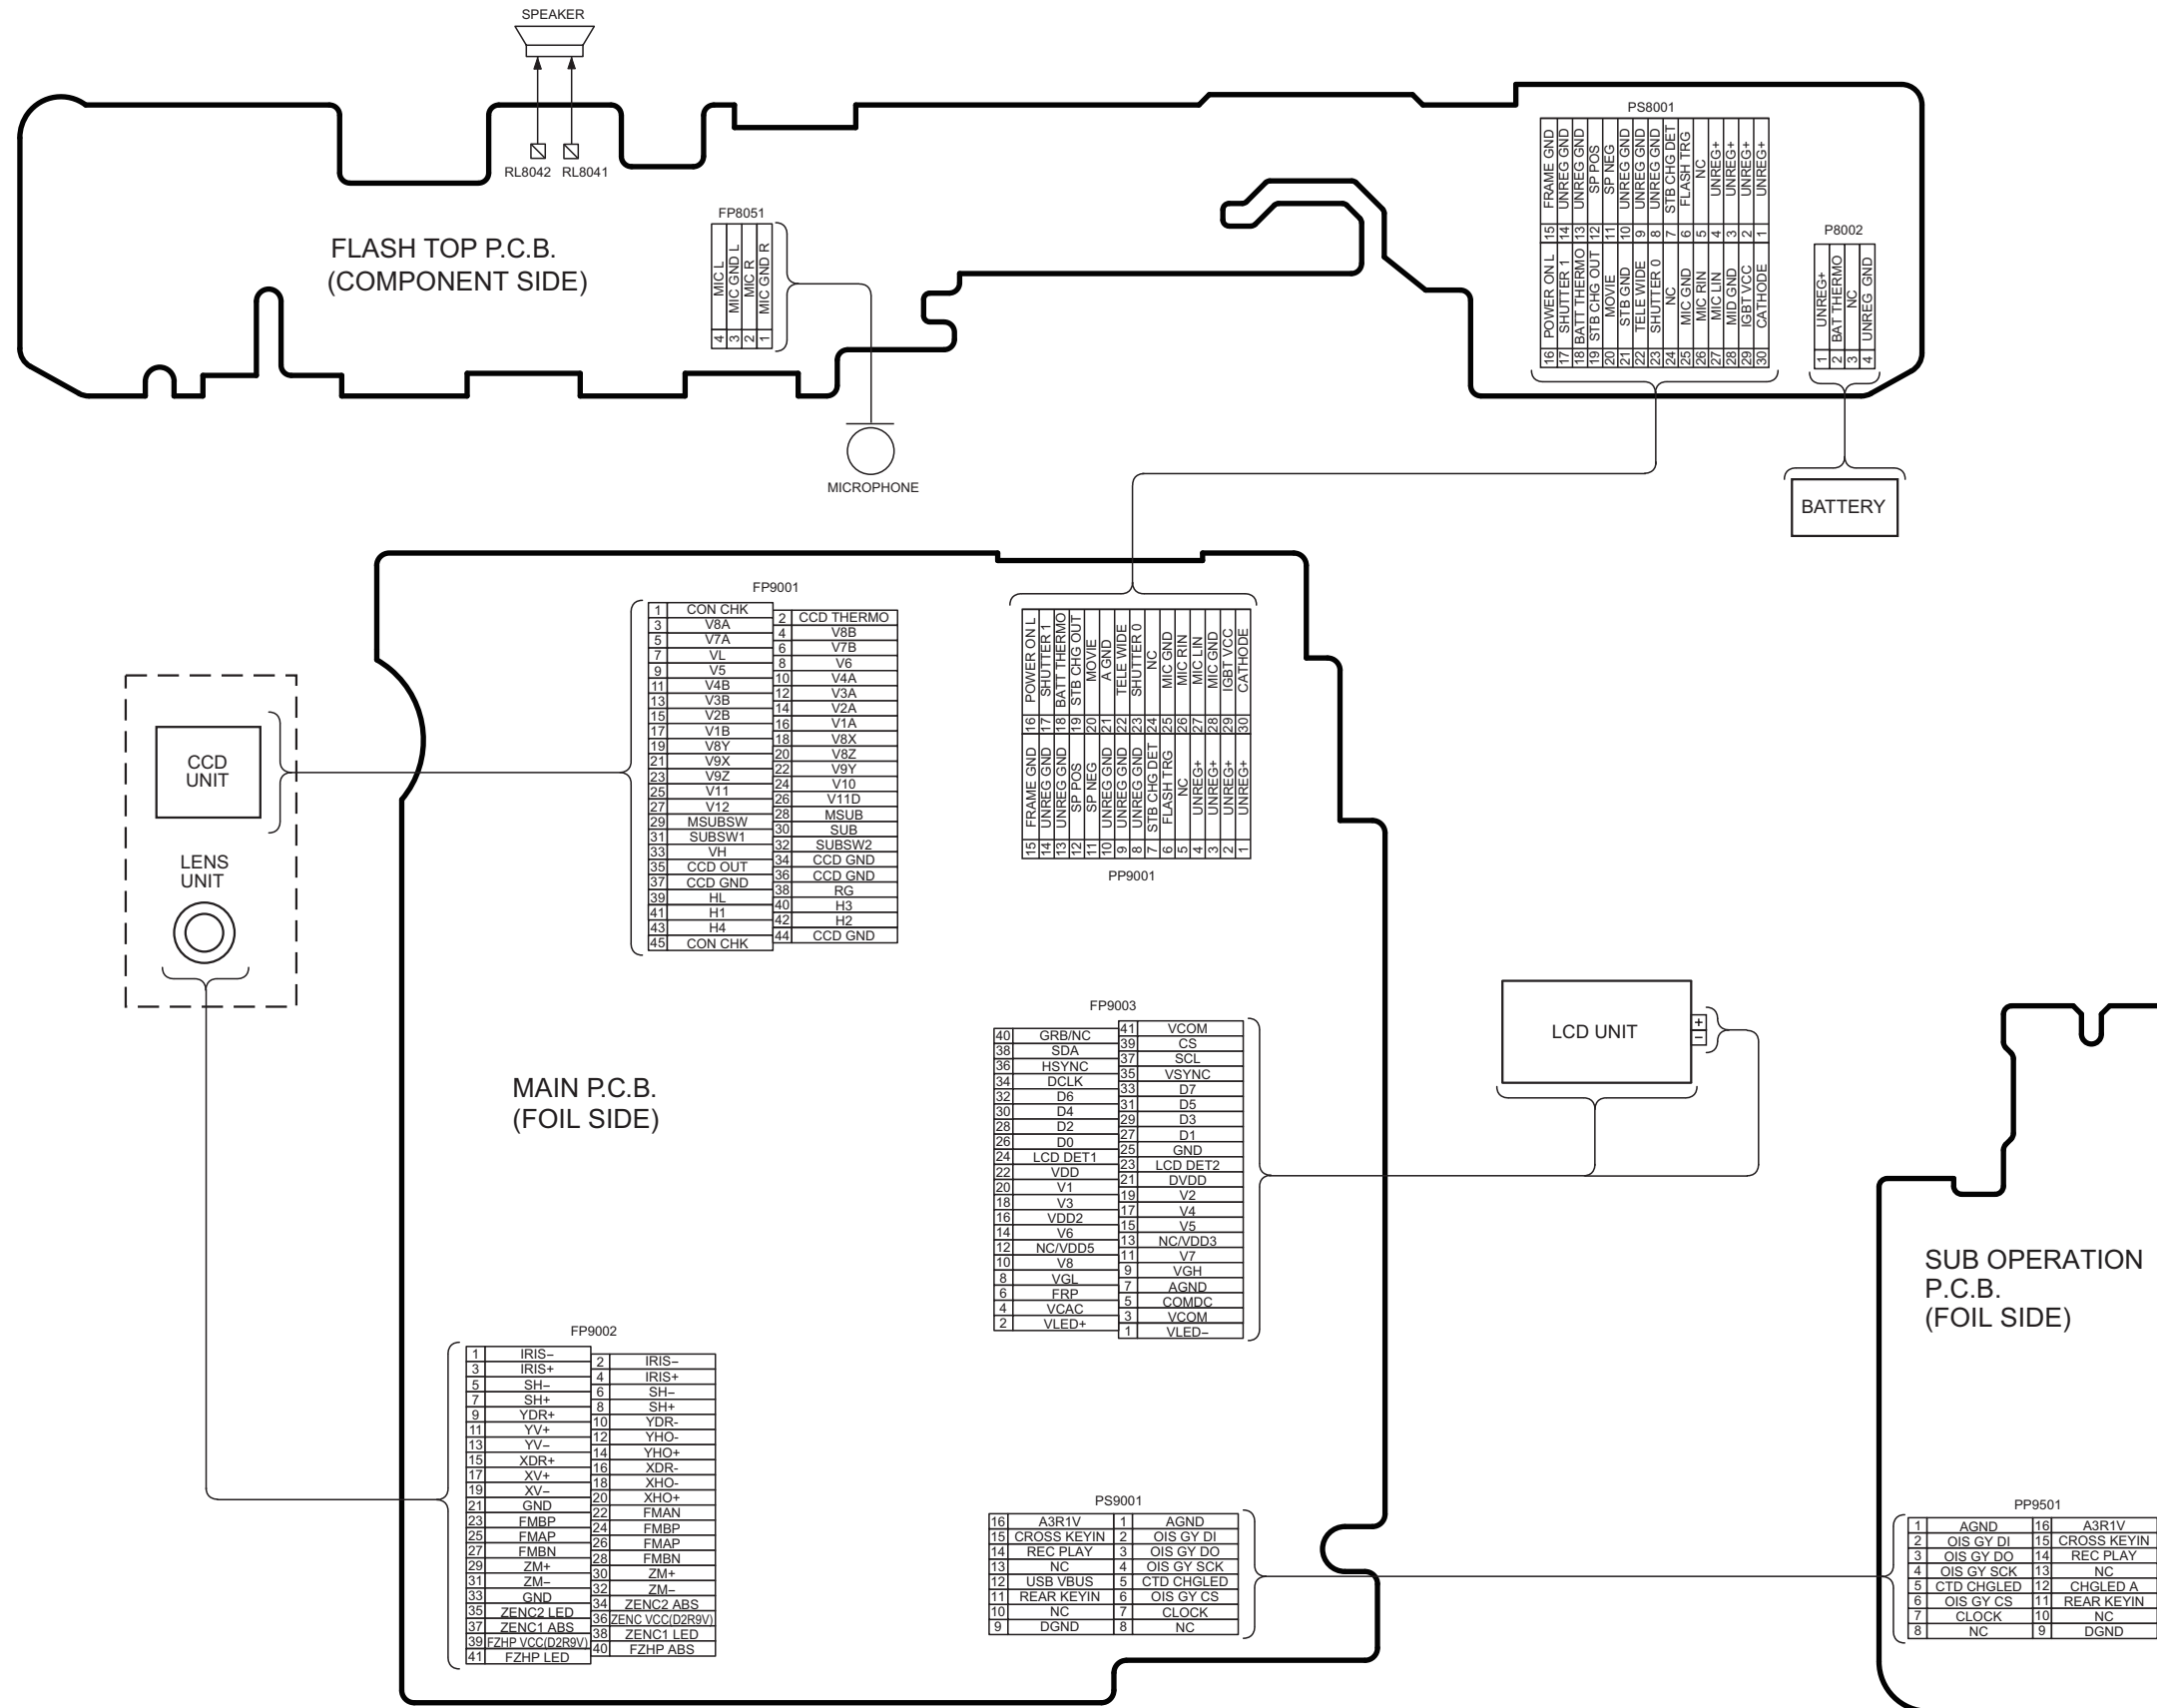 SPEAKER
RL8042 RL8041
FLASH TOP P.C.B.
(COMPONENT SIDE)
FP8051
4 MIC L
3 MIC GND L
2 MIC R
1 MIC GND R
MICROPHONE
PS8001
15 FRAME GND
14 UNREG GND
13 UNREG GND
12 SP POS
11 SP NEG
10 UNREG GND
9 UNREG GND
8 UNREG GND
7 STB CHG DET
6 FLASH TRG
5 NC
4 UNREG+
3 UNREG+
2 UNREG+
1 UNREG+
16 POWER ON L
17 SHUTTER 1
18 BATT THERMO
19 STB CHG OUT
20 MOVIE
21 STB GND
22 TELE WIDE
23 SHUTTER 0
24 NC
25 MIC GND
26 MIC RIN
27 MIC LIN
28 MID GND
29 IGBT VCC
30 CATHODE
P8002
1 UNREG+
2 BAT THERMO
3 NC
4 UNREG GND
BATTERY
CCD
UNIT
LENS
UNIT
FP9001
1 CON CHK
2 CCD THERMO
3 V8A
4 V8B
5 V7A
6 V7B
7 VL
8 V6
9 V5
10 V4A
11 V4B
12 V3A
13 V3B
14 V2A
15 V2B
16 V1A
17 V1B
18 V8X
19 V8Y
20 V8Z
21 V9X
22 V9Y
23 V9Z
24 V10
25 V11
26 V11D
27 V12
28 MSUB
29 MSUBSW
30 SUB
31 SUBSW1
32 SUBSW2
33 VH
34 CCD GND
35 CCD OUT
36 CCD GND
37 CCD GND
38 RG
39 HL
40 H3
41 H1
42 H2
43 H4
44 CCD GND
45 CON CHK
16 POWER ON L
17 SHUTTER 1
18 BATT THERMO
19 STB CHG OUT
20 MOVIE
21 A GND
22 TELE WIDE
23 SHUTTER 0
24 NC
25 MIC GND
26 MIC RIN
27 MIC LIN
28 MIC GND
29 IGBT VCC
30 CATHODE
15 FRAME GND
14 UNREG GND
13 UNREG GND
12 SP POS
11 SP NEG
10 UNREG GND
9 UNREG GND
8 UNREG GND
7 STB CHG DET
6 FLASH TRG
5 NC
4 UNREG+
3 UNREG+
2 UNREG+
1 UNREG+
PP9001
MAIN P.C.B.
(FOIL SIDE)
FP9003
41 VCOM
40 GRB/NC
39 CS
38 SDA
37 SCL
36 HSYNC
35 VSYNC
34 DCLK
33 D7
32 D6
31 D5
30 D4
29 D3
28 D2
27 D1
26 D0
25 GND
24 LCD DET1
23 LCD DET2
22 VDD
21 DVDD
20 V1
19 V2
18 V3
17 V4
16 VDD2
15 V5
14 V6
13 NC/VDD3
12 NC/VDD5
11 V7
10 V8
9 VGH
8 VGL
7 AGND
6 FRP
5 COMDC
4 VCAC
3 VCOM
2 VLED+
1 VLED−
LCD UNIT
+
−
SUB OPERATION
P.C.B.
(FOIL SIDE)
FP9002
1 IRIS−
2 IRIS−
3 IRIS+
4 IRIS+
5 SH−
6 SH−
7 SH+
8 SH+
9 YDR+
10 YDR-
11 YV+
12 YHO-
13 YV−
14 YHO+
15 XDR+
16 XDR-
17 XV+
18 XHO-
19 XV−
20 XHO+
21 GND
22 FMAN
23 FMBP
24 FMBP
25 FMAP
26 FMAP
27 FMBN
28 FMBN
29 ZM+
30 ZM+
31 ZM−
32 ZM−
33 GND
34 ZENC2 ABS
35 ZENC2 LED
36 ZENC VCC(D2R9V)
37 ZENC1 ABS
38 ZENC1 LED
39 FZHP VCC(D2R9V)
40 FZHP ABS
41 FZHP LED
PS9001
16 A3R1V 1 AGND
15 CROSS KEYIN 2 OIS GY DI
14 REC PLAY 3 OIS GY DO
13 NC 4 OIS GY SCK
12 USB VBUS 5 CTD CHGLED
11 REAR KEYIN 6 OIS GY CS
10 NC 7 CLOCK
9 DGND 8 NC
PP9501
1 AGND 16 A3R1V
2 OIS GY DI 15 CROSS KEYIN
3 OIS GY DO 14 REC PLAY
4 OIS GY SCK 13 NC
5 CTD CHGLED 12 CHGLED A
6 OIS GY CS 11 REAR KEYIN
7 CLOCK 10 NC
8 NC 9 DGND